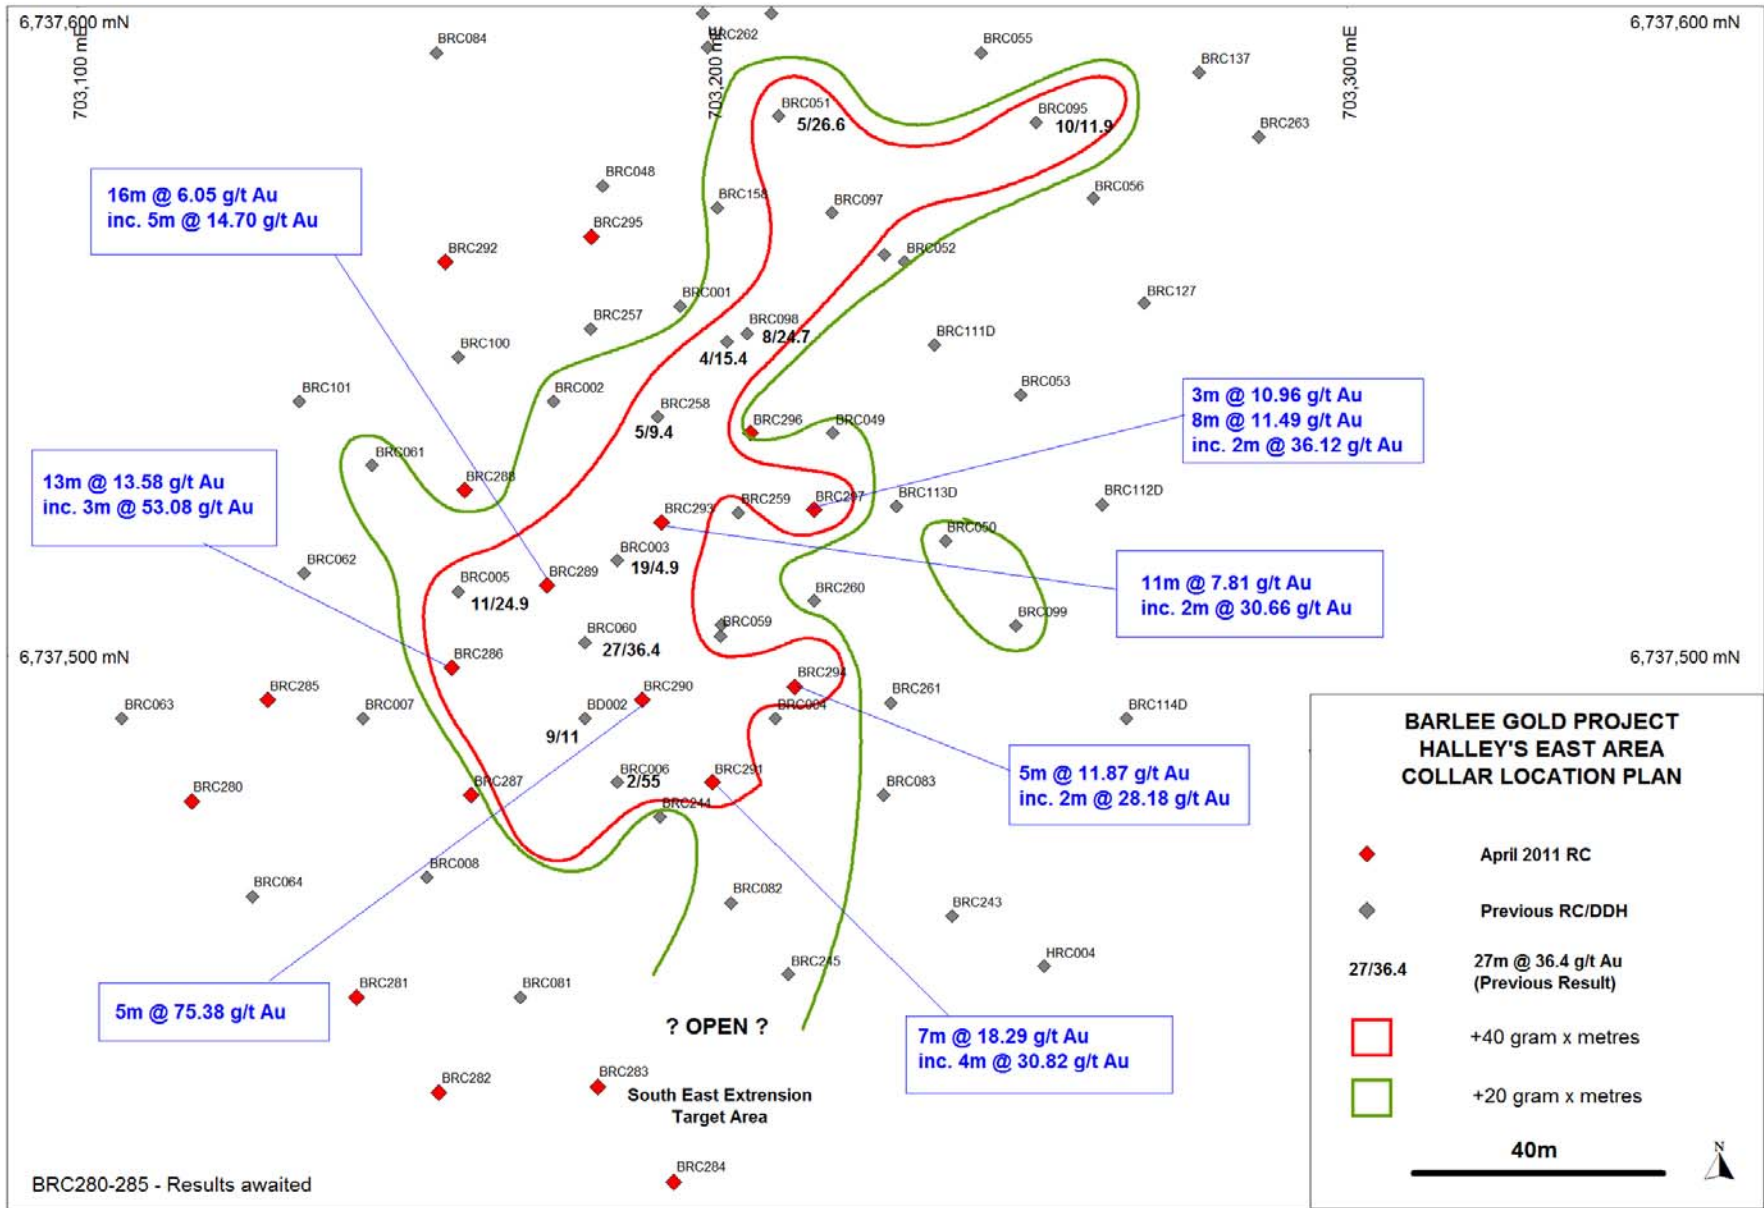 6,737,600 mN
6,737,600 mN
703,100 mE
703,200 mE
703,300 mE
BRC084
BRC262
BRC055
BRC137
BRC051
5/26.6
BRC095
10/11.9
BRC263
BRC048
BRC158
BRC097
BRC056
16m @ 6.05 g/t Au
inc. 5m @ 14.70 g/t Au
BRC295
BRC292
BRC052
BRC001
BRC127
BRC257
BRC098
8/24.7
4/15.4
BRC111D
BRC100
BRC101
BRC002
BRC258
5/9.4
BRC053
3m @ 10.96 g/t Au
8m @ 11.49 g/t Au
inc. 2m @ 36.12 g/t Au
BRC296
BRC049
BRC061
BRC288
13m @ 13.58 g/t Au
inc. 3m @ 53.08 g/t Au
BRC293
BRC259
BRC297
BRC113D
BRC112D
BRC050
BRC062
BRC005
11/24.9
BRC289
BRC003
19/4.9
11m @ 7.81 g/t Au
inc. 2m @ 30.66 g/t Au
BRC260
BRC099
BRC059
BRC060
27/36.4
6,737,500 mN
6,737,500 mN
BRC286
BRC294
BRC285
BRC290
BRC261
BRC063
BRC007
BD002
9/11
BRC004
BRC114D
5m @ 11.87 g/t Au
inc. 2m @ 28.18 g/t Au
BRC280
BRC287
BRC006
2/55
BRC291
BRC083
BRC244
BRC064
BRC008
BRC082
BRC243
BRC245
HRC004
BRC281
BRC081
5m @ 75.38 g/t Au
? OPEN ?
7m @ 18.29 g/t Au
inc. 4m @ 30.82 g/t Au
BRC282
BRC283
South East Extrension
Target Area
BRC284
BRC280-285 - Results awaited
BARLEE GOLD PROJECT
HALLEY'S EAST AREA
COLLAR LOCATION PLAN
April 2011 RC
Previous RC/DDH
27/36.4
27m @ 36.4 g/t Au
(Previous Result)
+40 gram x metres
+20 gram x metres
40m
N